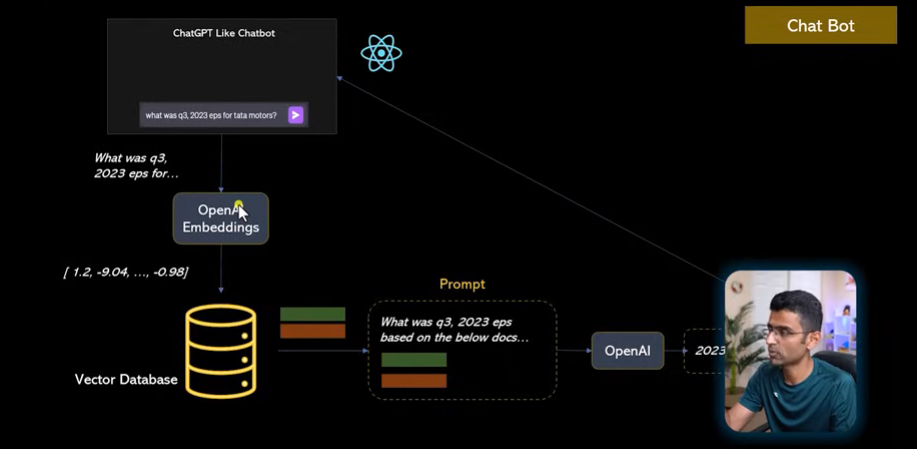 ChatGPT Like Chatbot
Chat Bot
what was q3, 2023 eps for tata motors?
What was q3,
2023 eps for...
OpenAI
Embeddings
[ 1.2, -9.04, ..., -0.98]
Prompt
What was q3, 2023 eps
based on the below docs...
OpenAI
2023
Vector Database